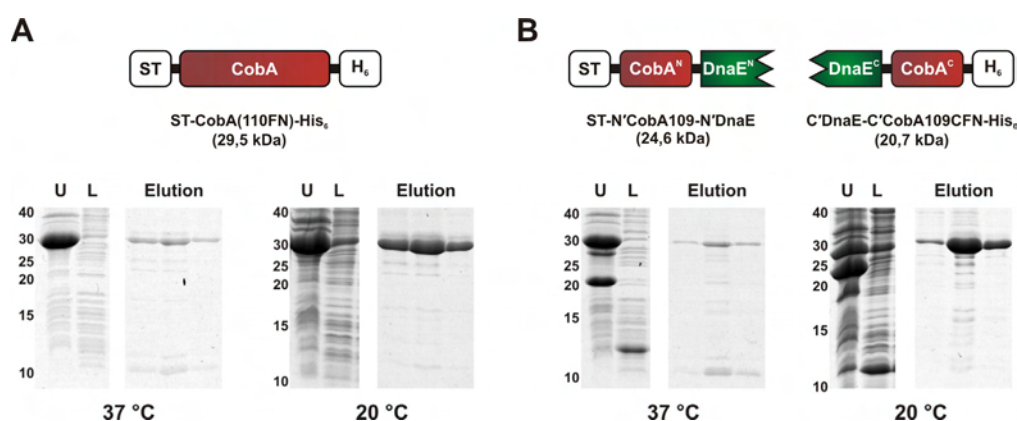 A
B
ST
CobA
H₆
ST
CobAᴺ
DnaEᴺ
DnaEᶜ
CobAᶜ
H₆
ST-CobA(110FN)-His₆
(29,5 kDa)
ST-N'CobA109-N'DnaE
(24,6 kDa)
C'DnaE-C'CobA109CFN-His₆
(20,7 kDa)
U L Elution
40
30
25
20
15
10
37 °C
U L Elution
40
30
25
20
15
10
20 °C
U L Elution
40
30
25
20
15
10
37 °C
U L Elution
40
30
25
20
15
10
20 °C